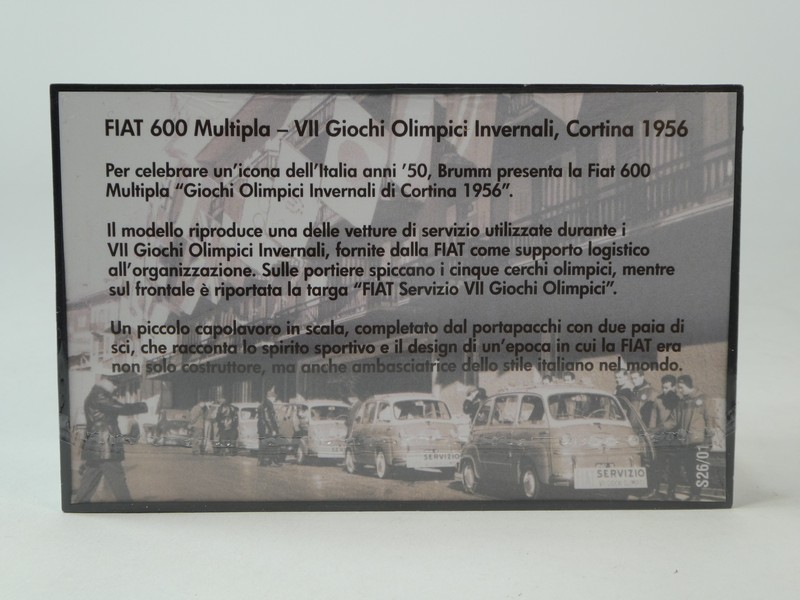 FIAT 600 Multipla – VII Giochi Olimpici Invernali, Cortina 1956
Per celebrare un'icona dell'Italia anni '50, Brumm presenta la Fiat 600
Multipla "Giochi Olimpici Invernali di Cortina 1956".
Il modello riproduce una delle vetture di servizio utilizzate durante i
VII Giochi Olimpici Invernali, fornite dalla FIAT come supporto logistico
all'organizzazione. Sulle portiere spiccano i cinque cerchi olimpici, mentre
sul frontale è riportata la targa "FIAT Servizio VII Giochi Olimpici".
Un piccolo capolavoro in scala, completato dal portapacchi con due paia di
sci, che racconta lo spirito sportivo e il design di un'epoca in cui la FIAT era
non solo costruttore, ma anche ambasciatrice dello stile italiano nel mondo.
SERVIZIO
SERVIZIO
S26/01